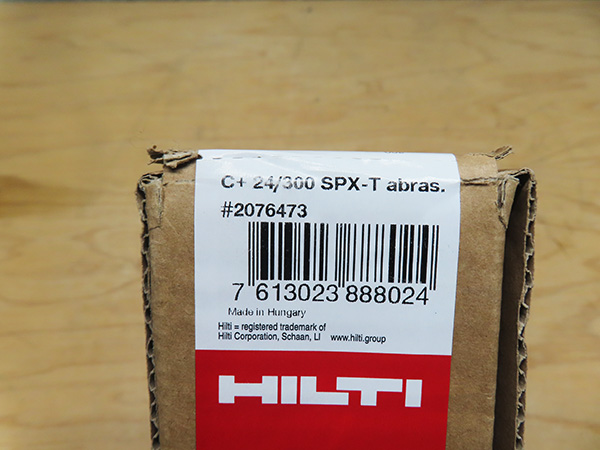 C+ 24/300 SPX-T abras.
#2076473
7 613023 888024
Made in Hungary
Hilti = registered trademark of
Hilti Corporation, Schaan, LI www.hilti.group
HILTI